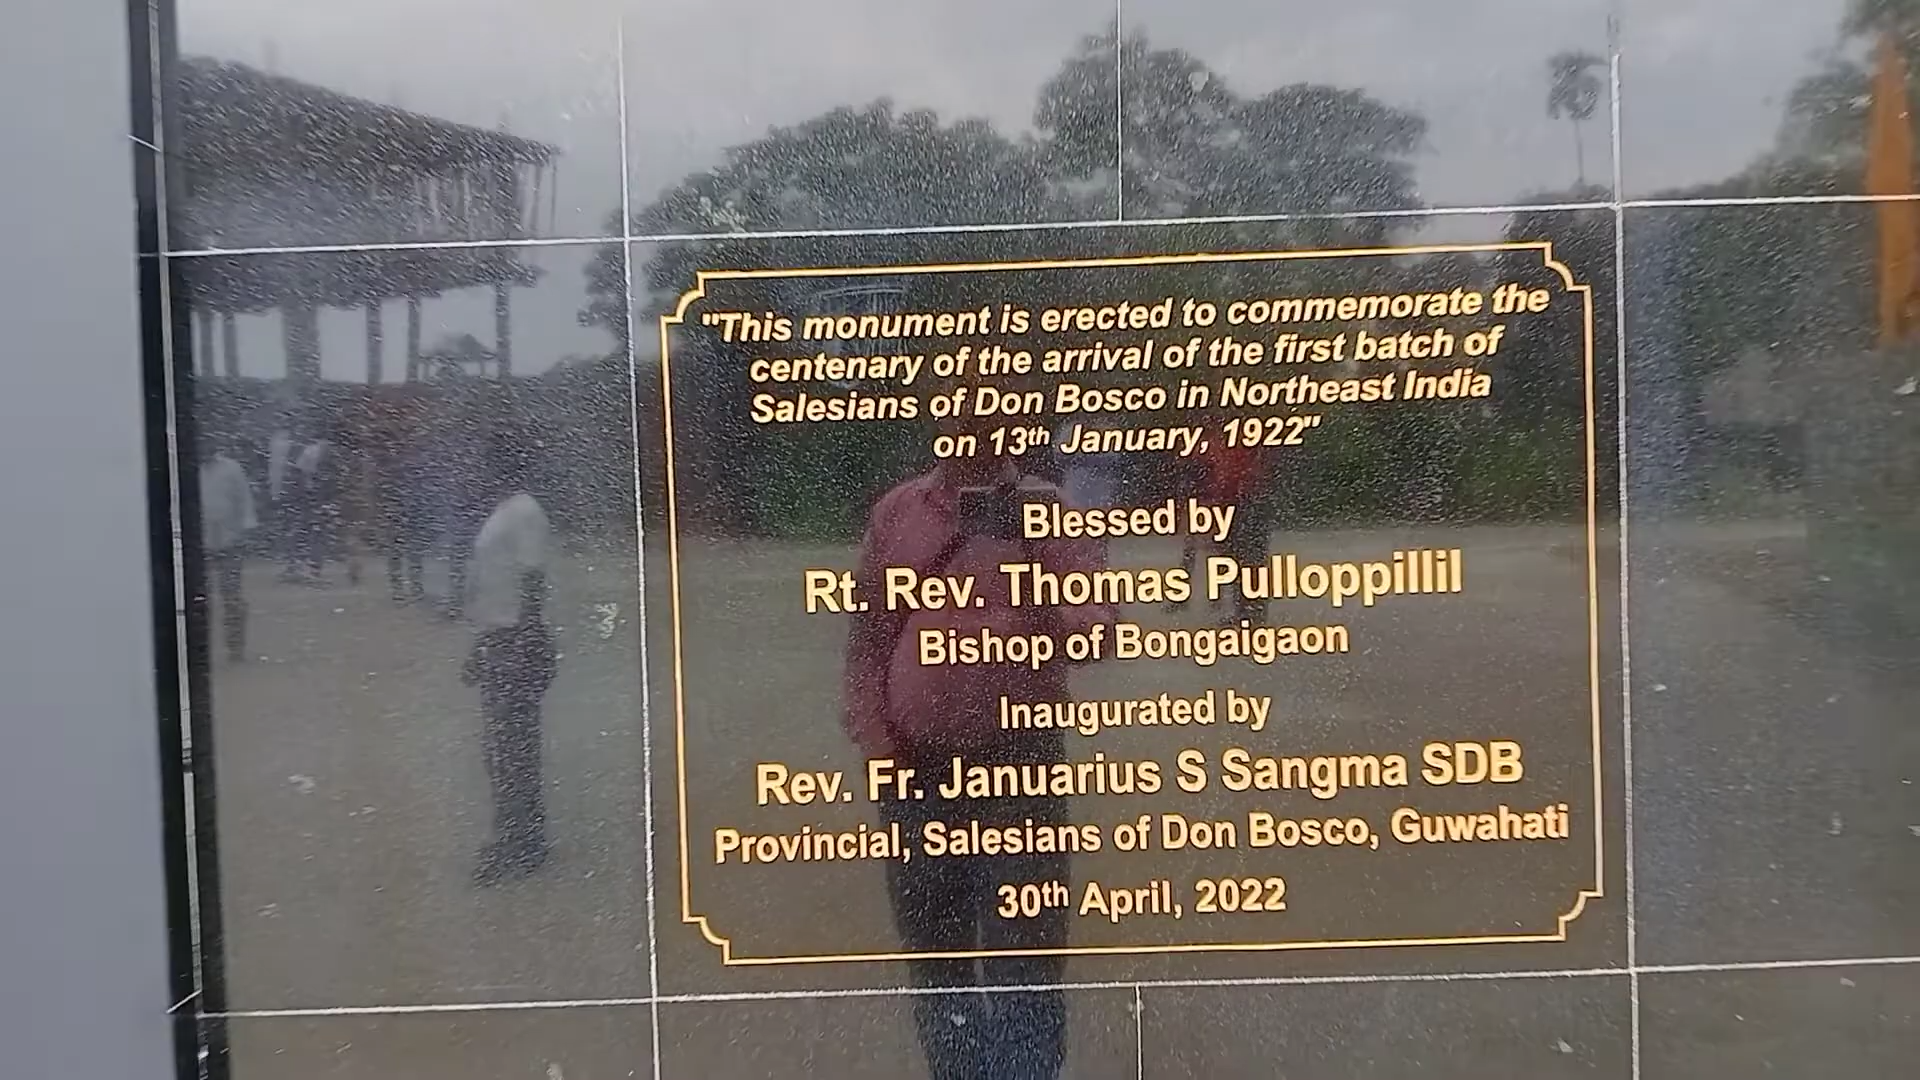 "This monument is erected to commemorate the
centenary of the arrival of the first batch of
Salesians of Don Bosco in Northeast India
on 13th January, 1922"
Blessed by
Rt. Rev. Thomas Pulloppillil
Bishop of Bongaigaon
Inaugurated by
Rev. Fr. Januarius S Sangma SDB
Provincial, Salesians of Don Bosco, Guwahati
30th April, 2022